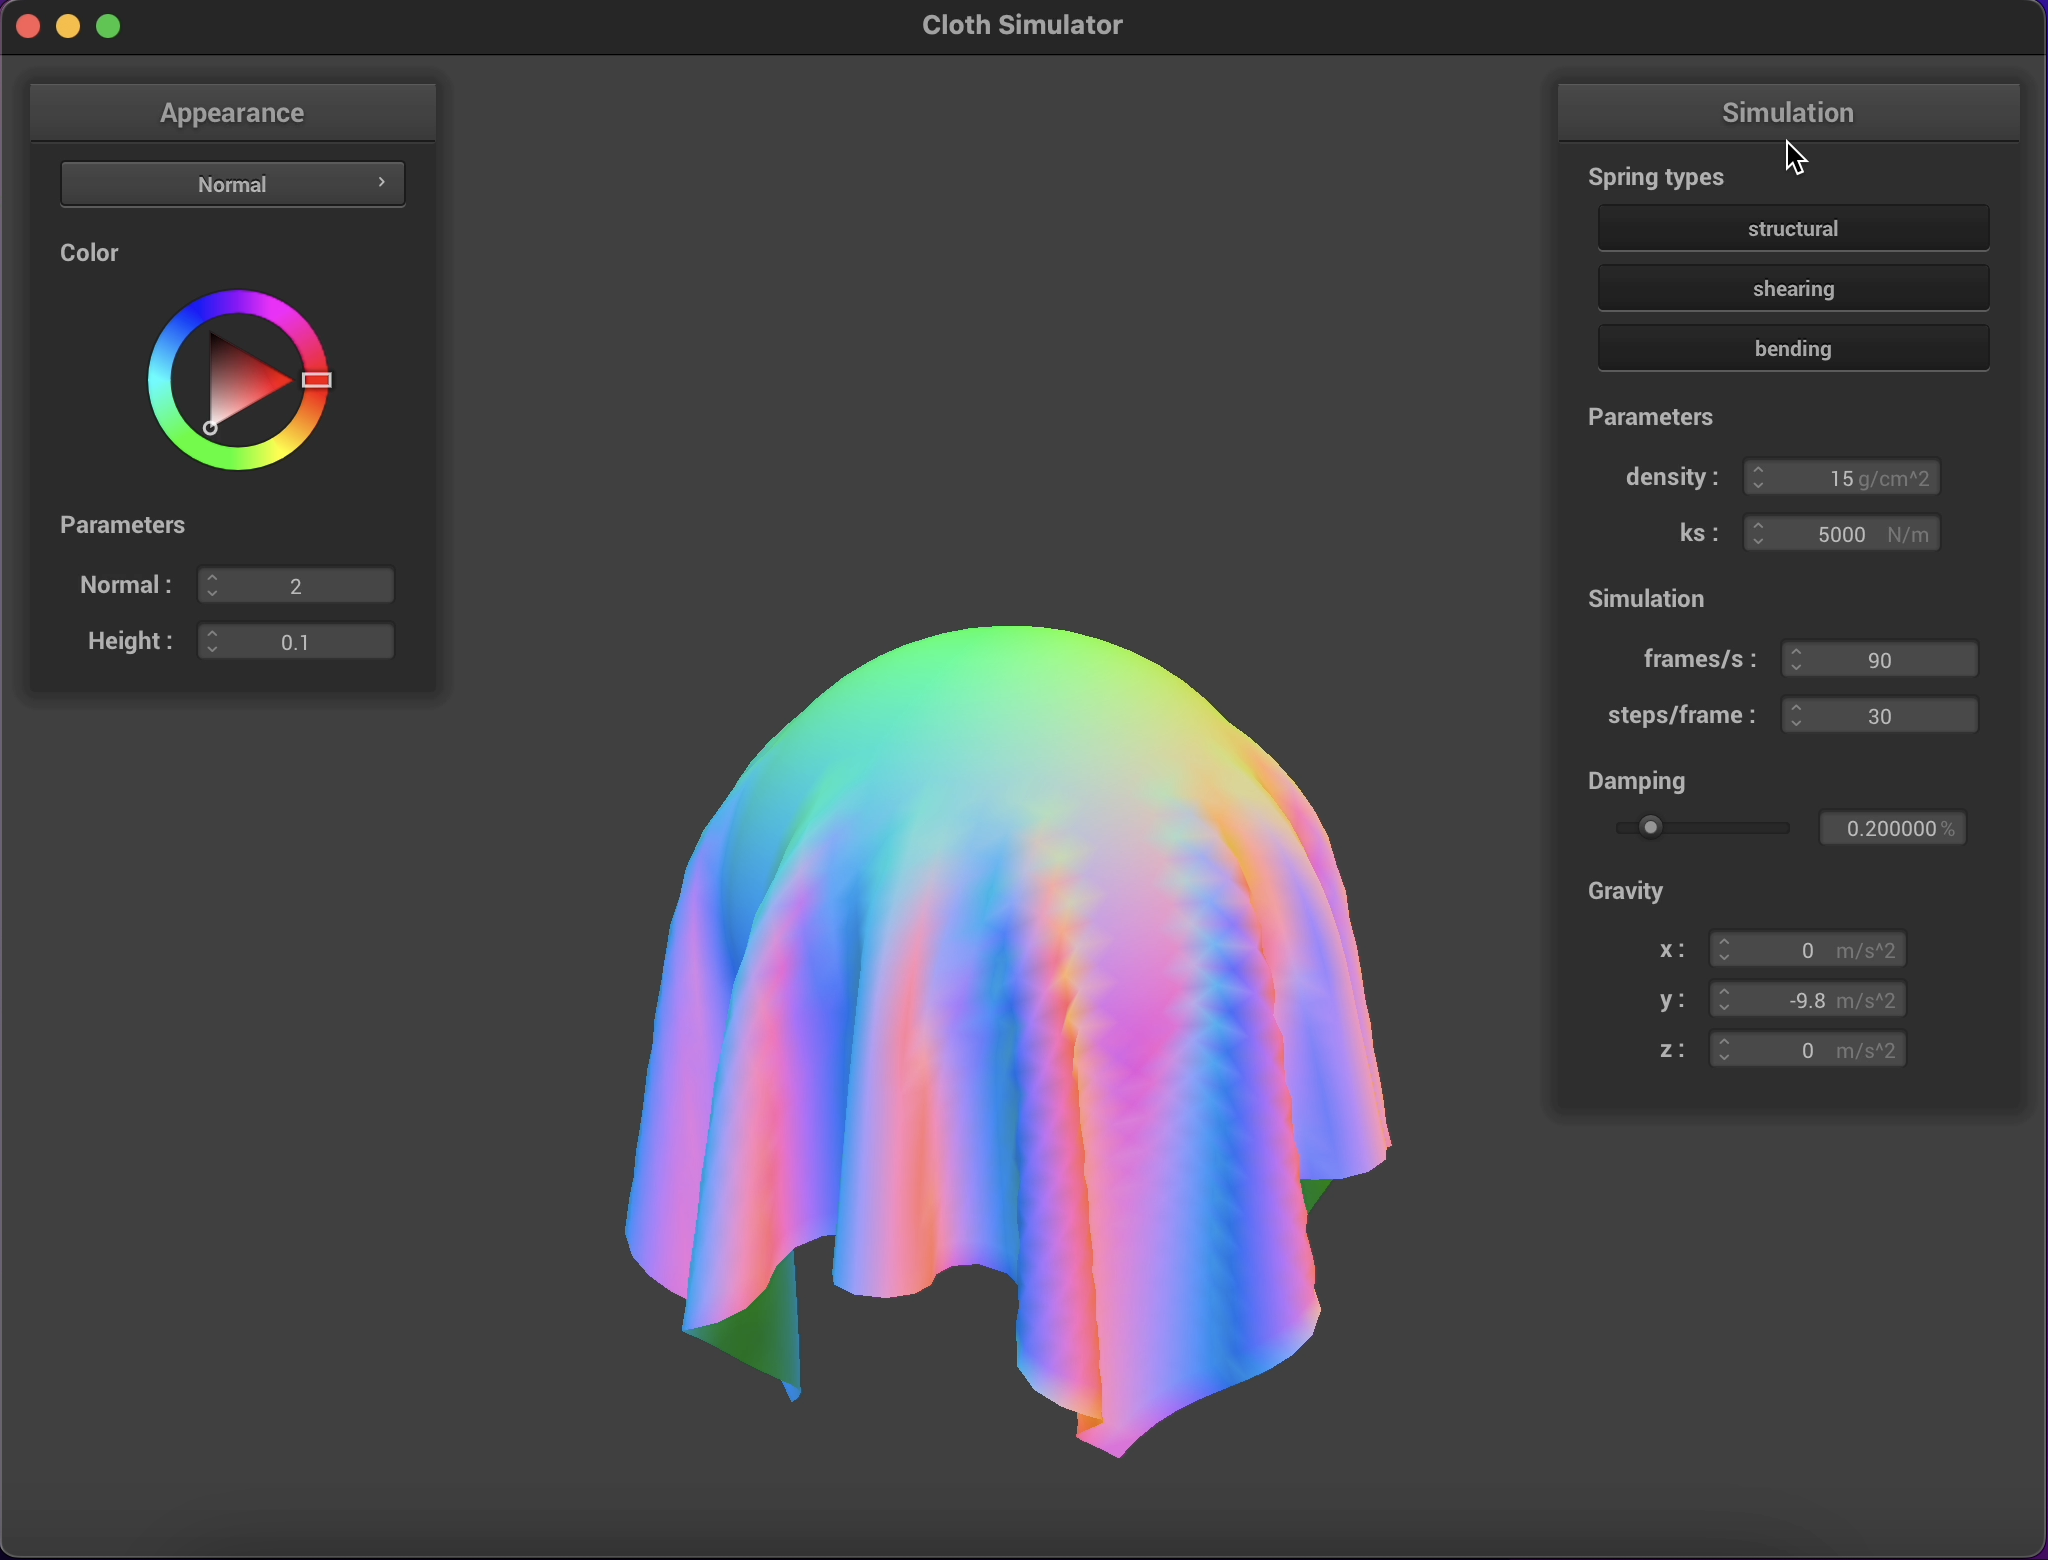 Cloth Simulator
Appearance
Normal
Color
Parameters
Normal : 2
Height : 0.1
Simulation
Spring types
structural
shearing
bending
Parameters
density : 15 g/cm^2
ks : 5000 N/m
Simulation
frames/s : 90
steps/frame : 30
Damping
0.200000 %
Gravity
x : 0 m/s^2
y : -9.8 m/s^2
z : 0 m/s^2